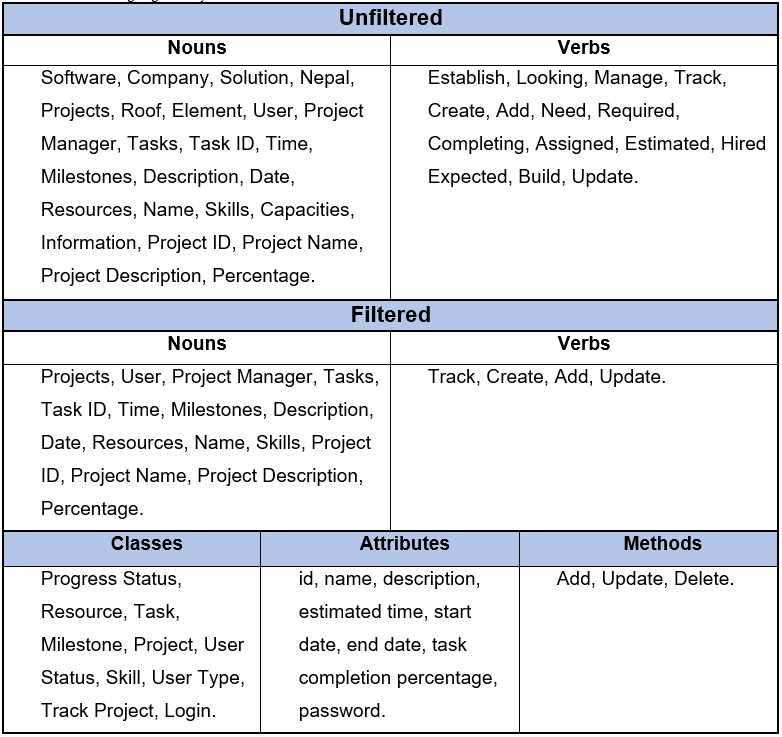 Unfiltered
Nouns
Verbs
Software, Company, Solution, Nepal,
Projects, Roof, Element, User, Project
Manager, Tasks, Task ID, Time,
Milestones, Description, Date,
Resources, Name, Skills, Capacities,
Information, Project ID, Project Name,
Project Description, Percentage.
Establish, Looking, Manage, Track,
Create, Add, Need, Required,
Completing, Assigned, Estimated, Hired
Expected, Build, Update.
Filtered
Nouns
Verbs
Projects, User, Project Manager, Tasks,
Task ID, Time, Milestones, Description,
Date, Resources, Name, Skills, Project
ID, Project Name, Project Description,
Percentage.
Track, Create, Add, Update.
Classes
Attributes
Methods
Progress Status,
Resource, Task,
Milestone, Project, User
Status, Skill, User Type,
Track Project, Login.
id, name, description,
estimated time, start
date, end date, task
completion percentage,
password.
Add, Update, Delete.